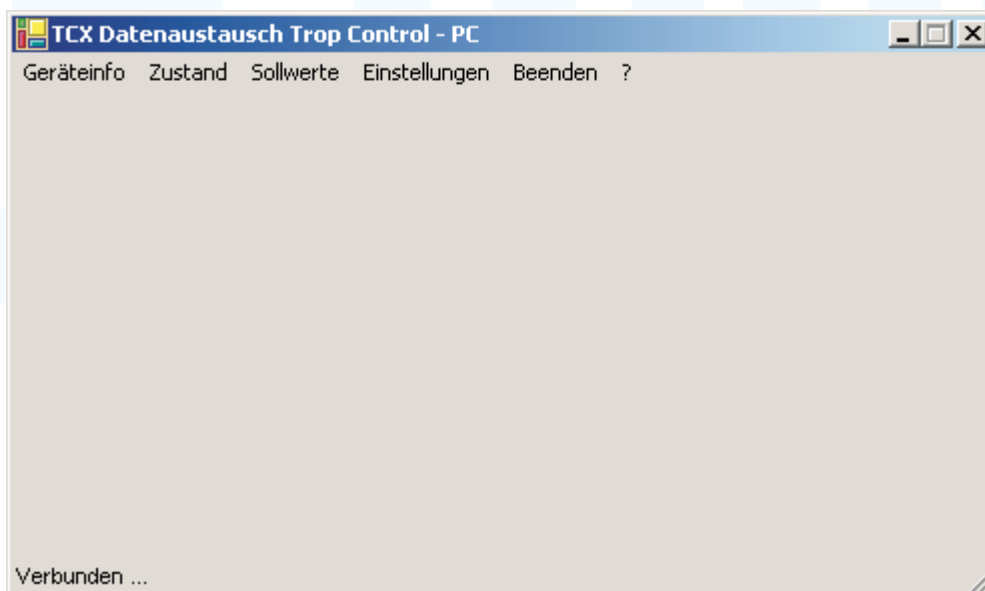 TCX Datenaustausch Trop Control - PC
Geräteinfo Zustand Sollwerte Einstellungen Beenden ?
Verbunden ...